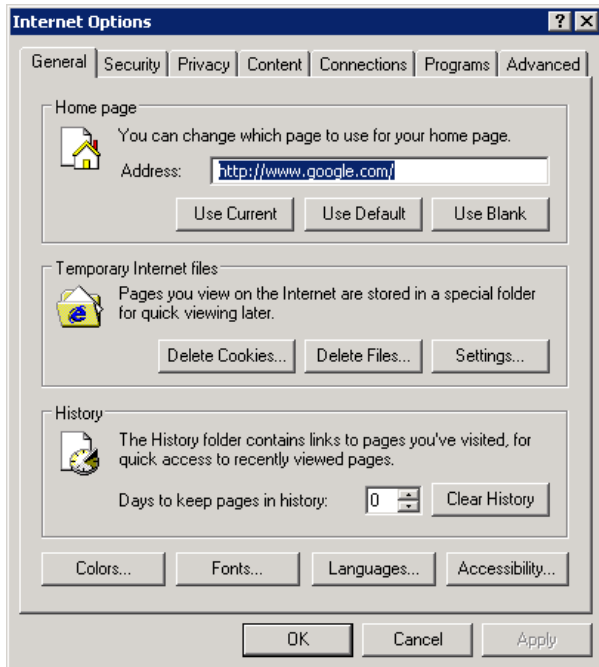 Internet Options
General Security Privacy Content Connections Programs Advanced
Home page
You can change which page to use for your home page.
Address: http://www.google.com/
Use Current Use Default Use Blank
Temporary Internet files
Pages you view on the Internet are stored in a special folder
for quick viewing later.
Delete Cookies... Delete Files... Settings...
History
The History folder contains links to pages you've visited, for
quick access to recently viewed pages.
Days to keep pages in history: 0 Clear History
Colors... Fonts... Languages... Accessibility...
OK Cancel Apply